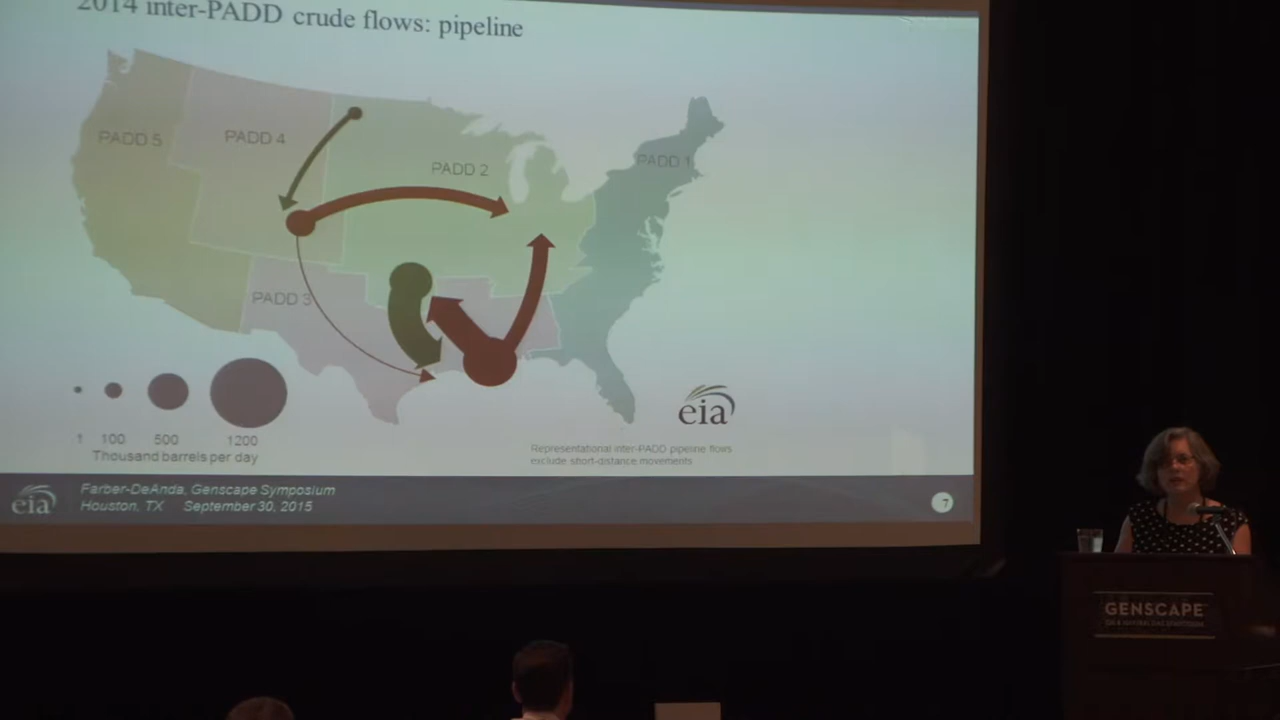 2014 inter-PADD crude flows: pipeline
PADD 5
PADD 4
PADD 2
PADD 1
PADD 3
eia
1 100 500 1200
Thousand barrels per day
Representational inter-PADD pipeline flows
exclude short-distance movements
eia
Farber-DeAnda, Genscape Symposium
Houston, TX September 30, 2015
7
GENSCAPE